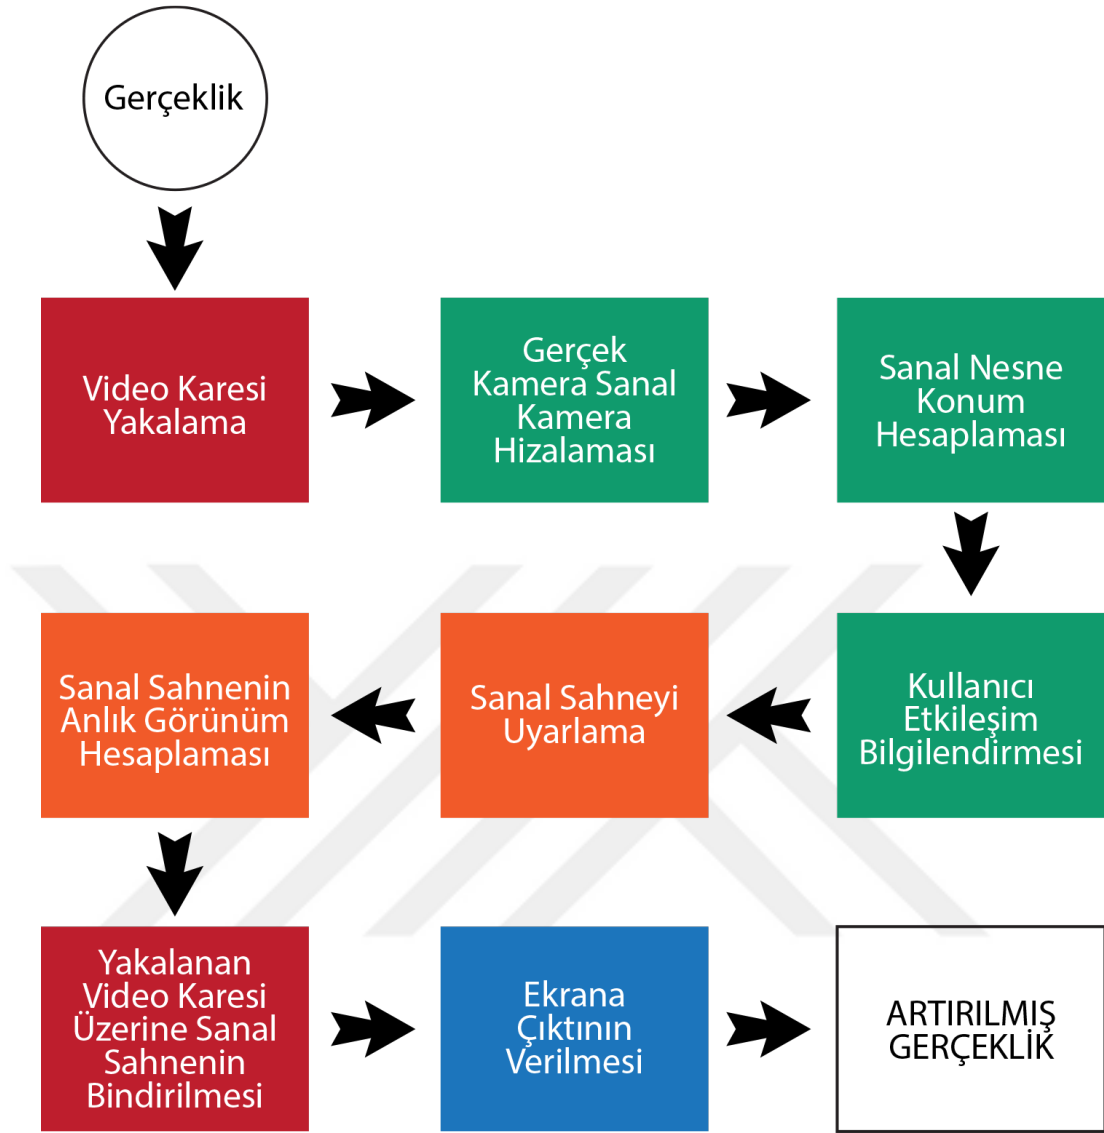 Gerçeklik
Video Karesi
Yakalama
Gerçek
Kamera Sanal
Kamera
Hizalaması
Sanal Nesne
Konum
Hesaplaması
Kullanıcı
Etkileşim
Bilgilendirmesi
Sanal Sahneyi
Uyarlama
Sanal Sahnenin
Anlık Görünüm
Hesaplaması
Yakalanan
Video Karesi
Üzerine Sanal
Sahnenin
Bindirilmesi
Ekrana
Çıktının
Verilmesi
ARTIRILMIŞ
GERÇEKLİK